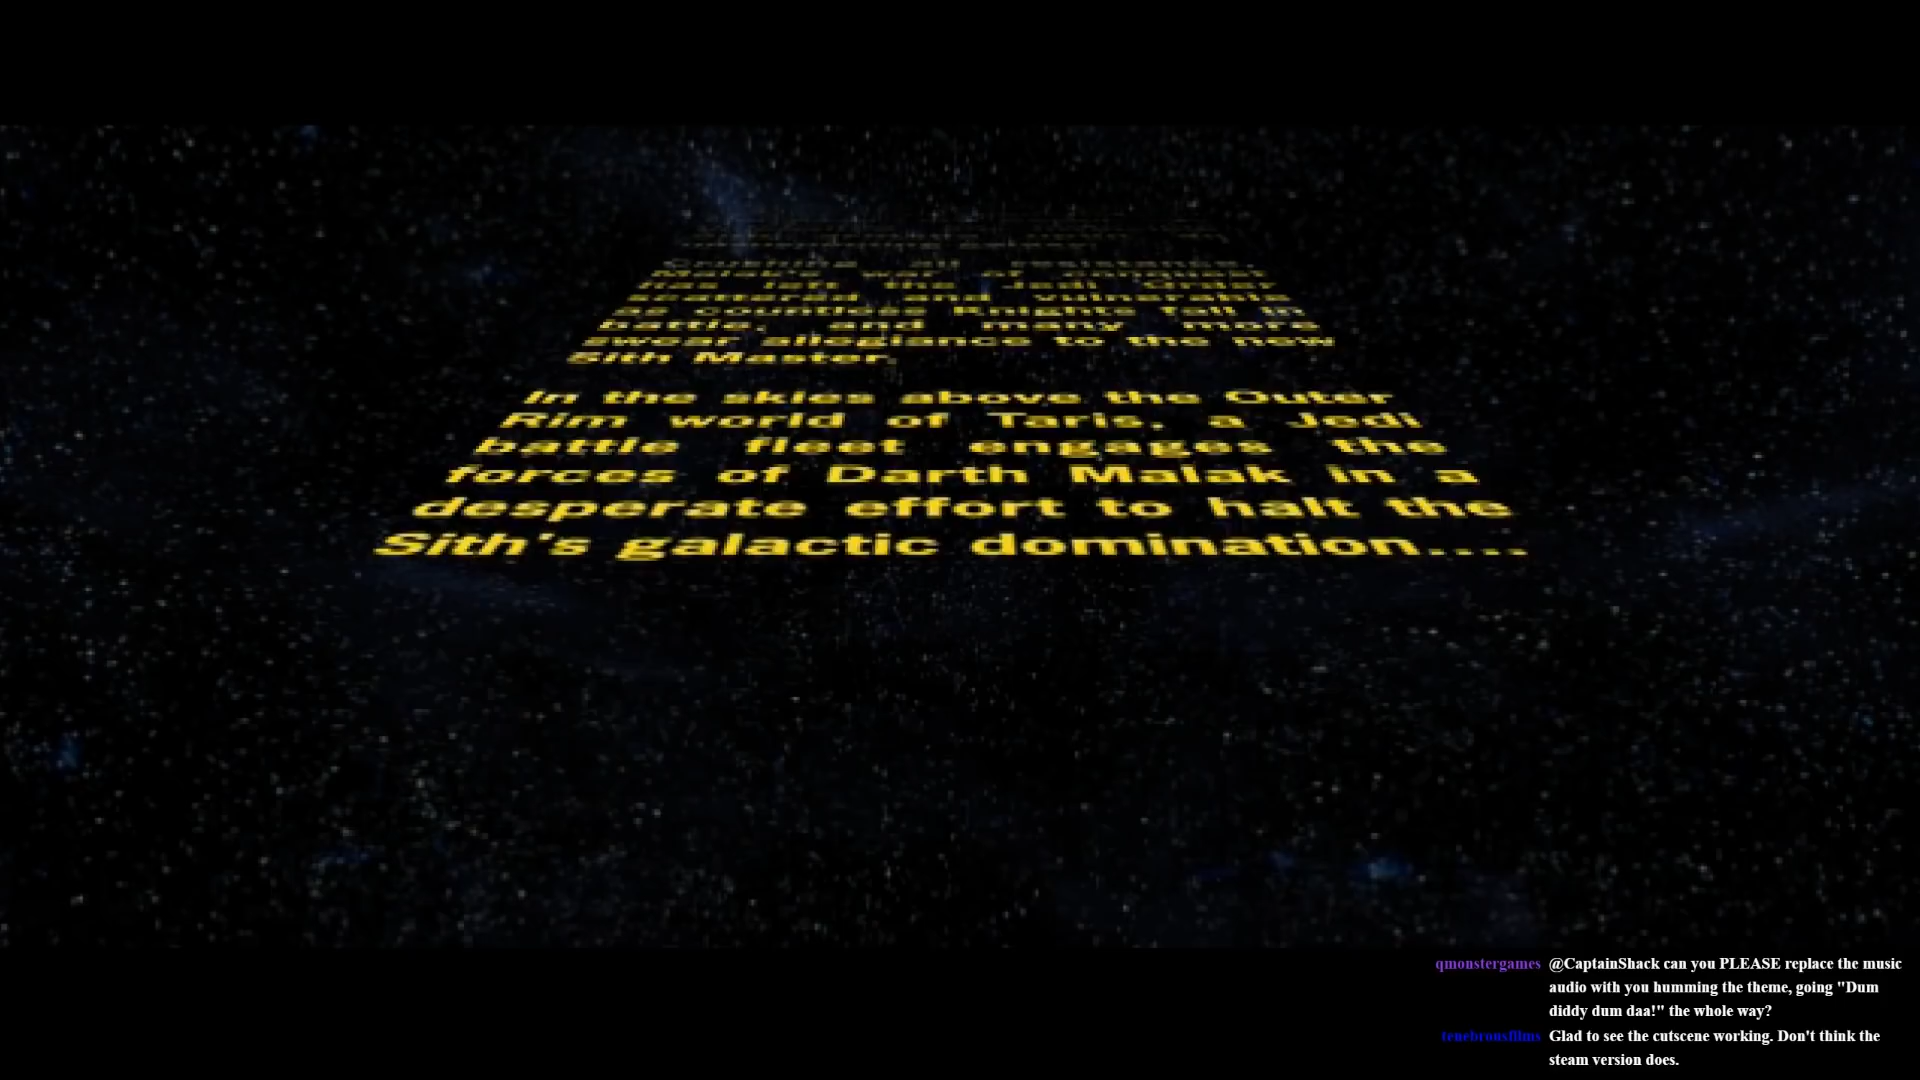 Crushing all resistance,
Malak's war of conquest
has left the Jedi Order
scattered and vulnerable
as countless Knights fall in
battle, and many more
swear allegiance to the new
Sith Master.
In the skies above the Outer
Rim world of Taris, a Jedi
battle fleet engages the
forces of Darth Malak in a
desperate effort to halt the
Sith's galactic domination....
qmonstergames @CaptainShack can you PLEASE replace the music
audio with you humming the theme, going "Dum
diddy dum daa!" the whole way?
tenebrousfilms Glad to see the cutscene working. Don't think the
steam version does.